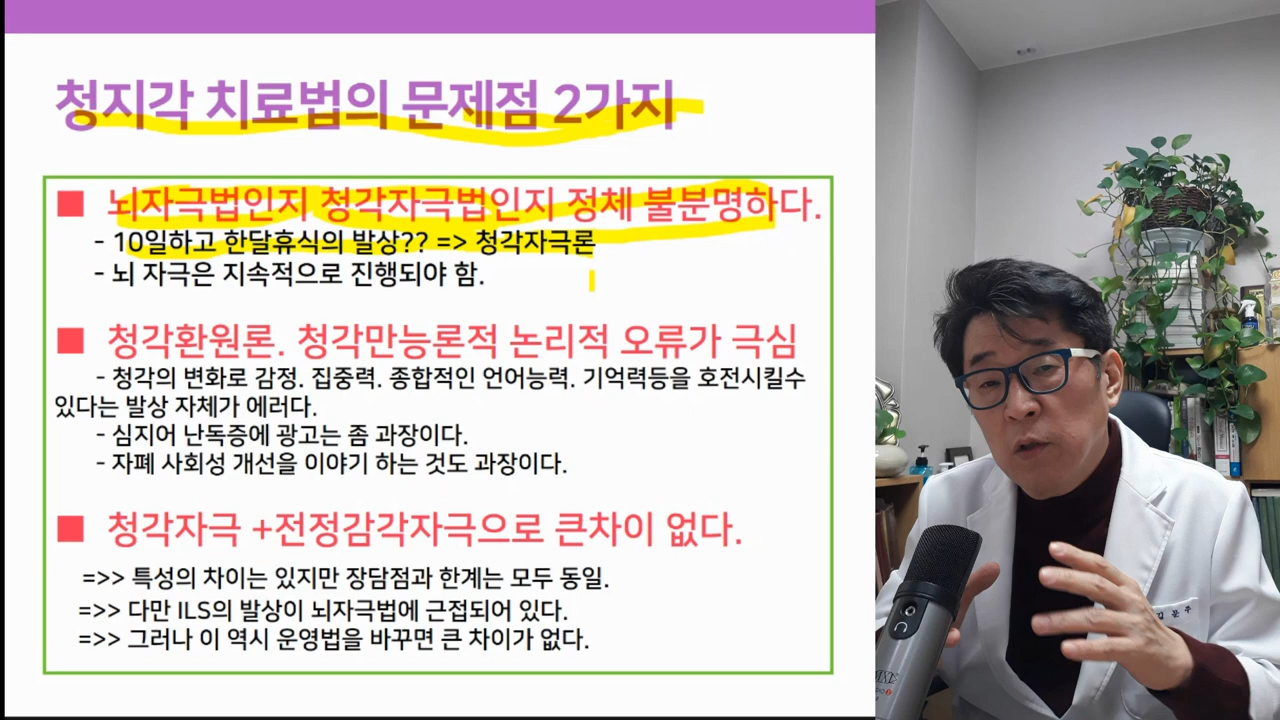 청지각 치료법의 문제점 2가지
■ 뇌자극법인지 청각자극법인지 정체 불분명하다.
- 10일하고 한달휴식의 발상?? => 청각자극론
- 뇌 자극은 지속적으로 진행되야 함.
■ 청각환원론. 청각만능론적 논리적 오류가 극심
- 청각의 변화로 감정. 집중력. 종합적인 언어능력. 기억력등을 호전시킬수
있다는 발상 자체가 에러다.
- 심지어 난독증에 광고는 좀 과장이다.
- 자폐 사회성 개선을 이야기 하는 것도 과장이다.
■ 청각자극 +전정감각자극으로 큰차이 없다.
=>> 특성의 차이는 있지만 장담점과 한계는 모두 동일.
=>> 다만 ILS의 발상이 뇌자극법에 근접되어 있다.
=>> 그러나 이 역시 운영법을 바꾸면 큰 차이가 없다.
김문주
MXL